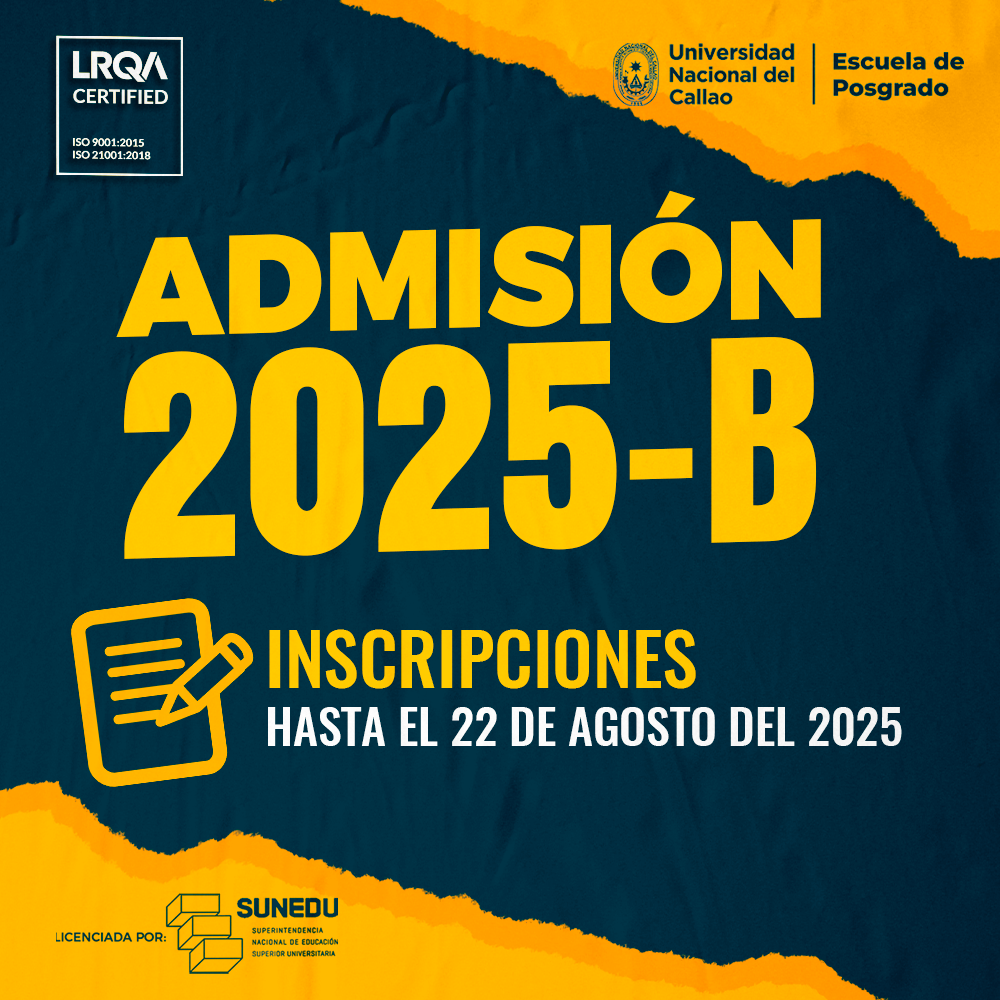 LRQA
CERTIFIED
ISO 9001:2015
ISO 21001:2018
Universidad
Nacional del
Callao
Escuela de
Posgrado
ADMISIÓN
2025-B
INSCRIPCIONES
HASTA EL 22 DE AGOSTO DEL 2025
LICENCIADA POR:
SUNEDU
SUPERINTENDENCIA
NACIONAL DE EDUCACIÓN
SUPERIOR UNIVERSITARIA